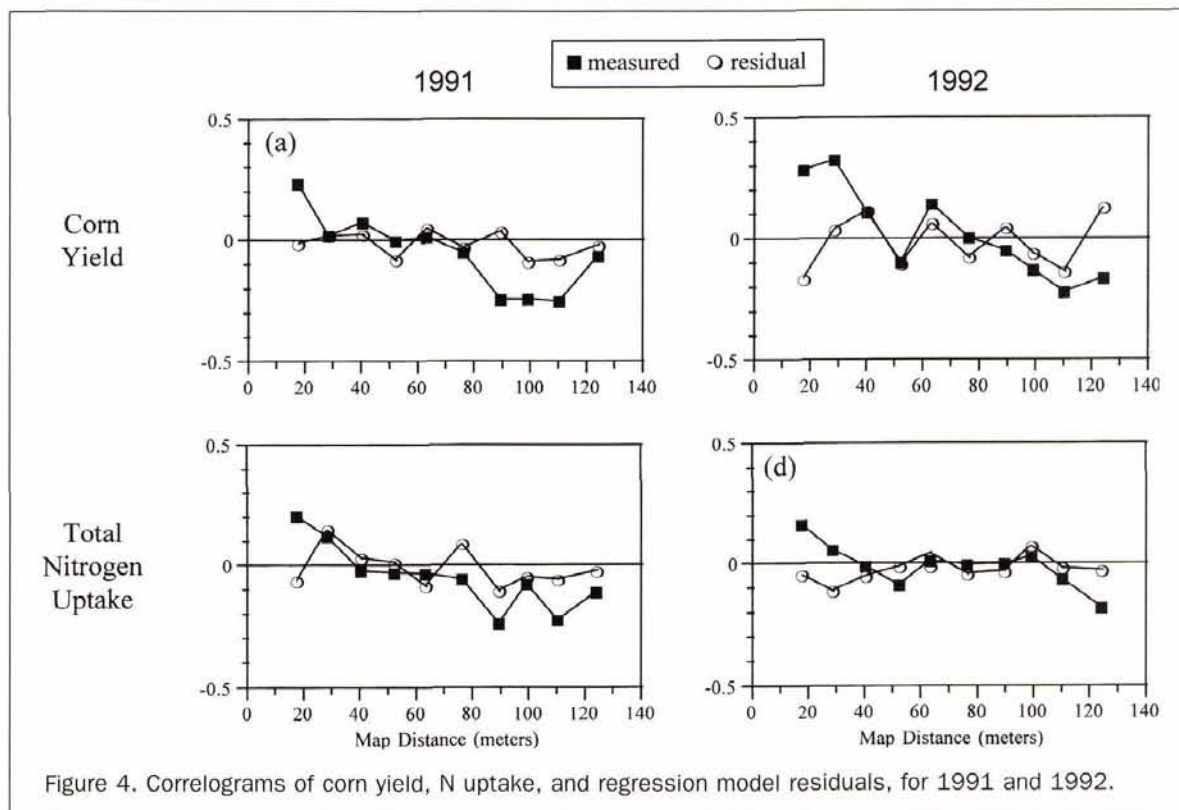 ■ measured ○ residual
1991
1992
Corn
Yield
(a)
0.5
0
-0.5
0 20 40 60 80 100 120 140
0.5
0
-0.5
0 20 40 60 80 100 120 140
Total
Nitrogen
Uptake
0.5
0
-0.5
0 20 40 60 80 100 120 140
Map Distance (meters)
(d)
0.5
0
-0.5
0 20 40 60 80 100 120 140
Map Distance (meters)
Figure 4. Correlograms of corn yield, N uptake, and regression model residuals, for 1991 and 1992.